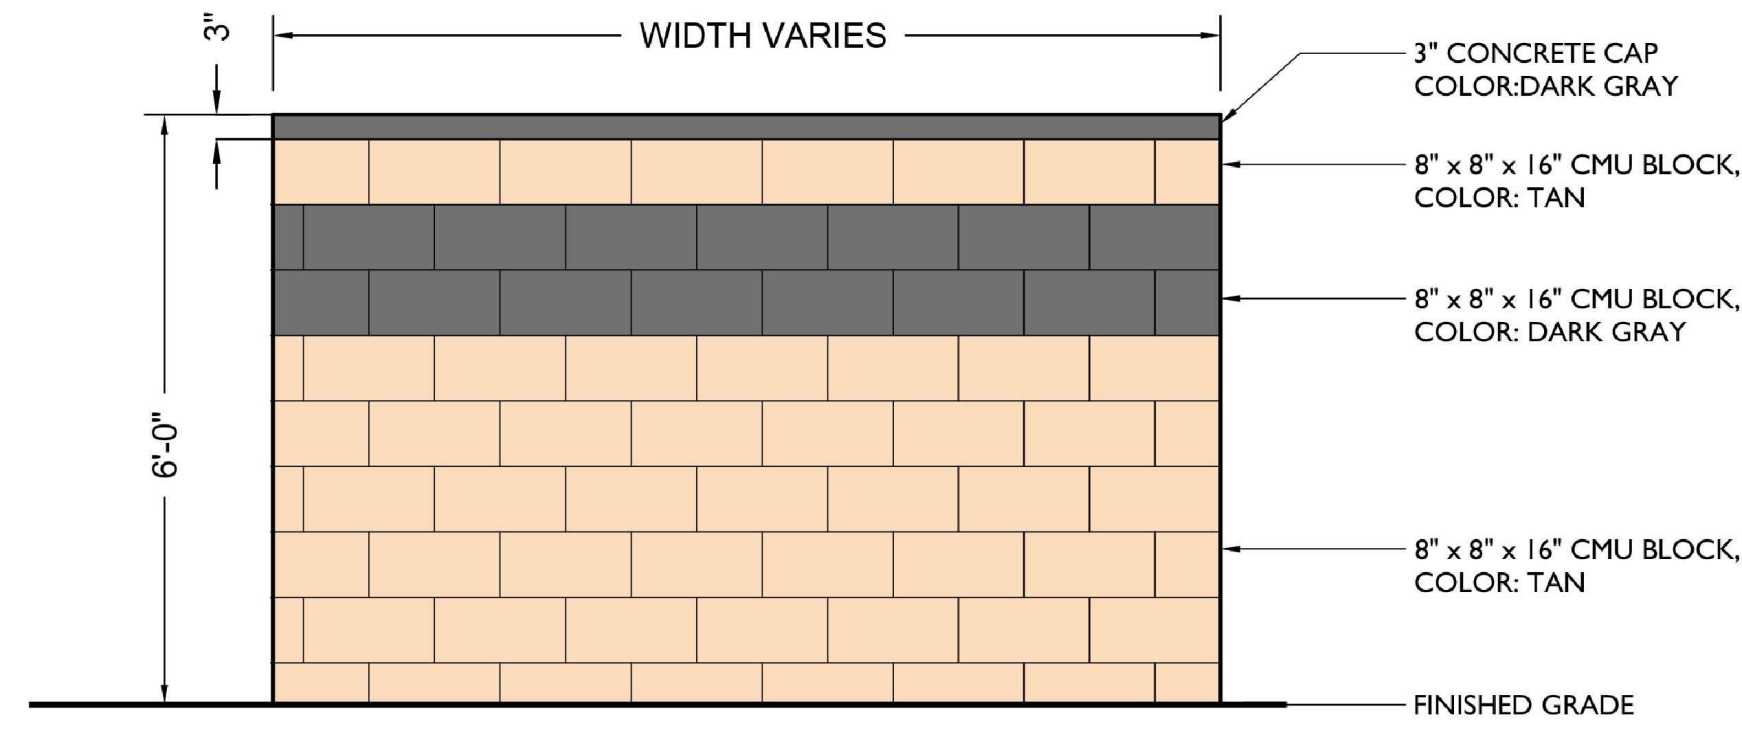 3"
WIDTH VARIES
3" CONCRETE CAP
COLOR:DARK GRAY
8" x 8" x 16" CMU BLOCK,
COLOR: TAN
8" x 8" x 16" CMU BLOCK,
COLOR: DARK GRAY
6'-0"
8" x 8" x 16" CMU BLOCK,
COLOR: TAN
FINISHED GRADE